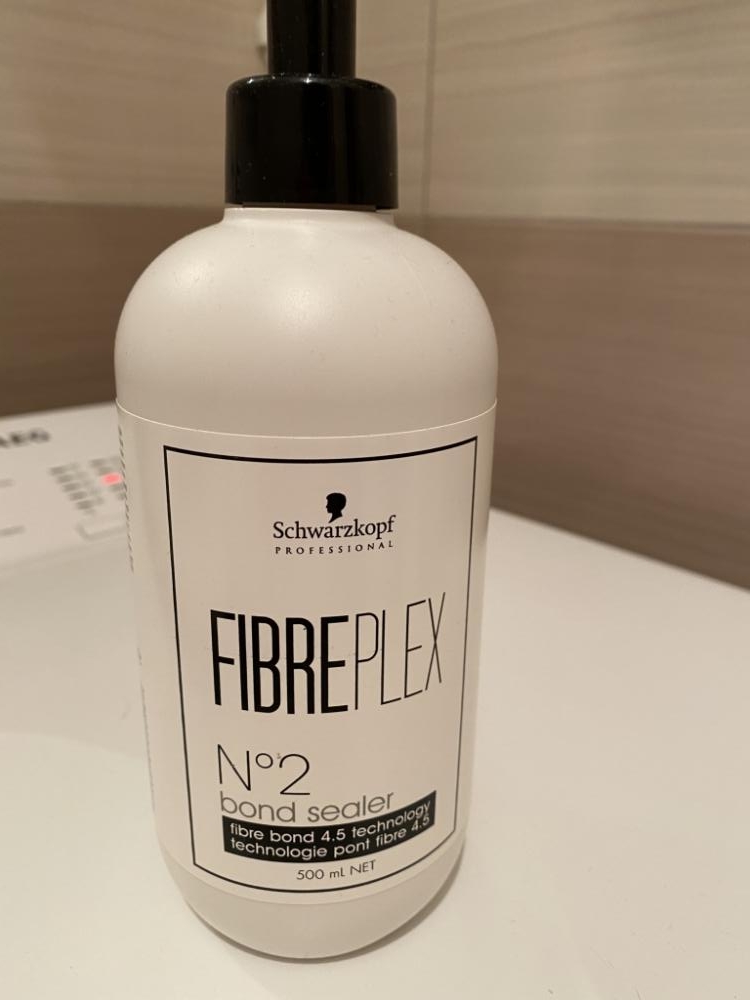 AEG
Schwarzkopf
PROFESSIONAL
FIBREPLEX
N°2
bond sealer
fibre bond 4.5 technology
technologie pont fibre 4.5
500 mL NET